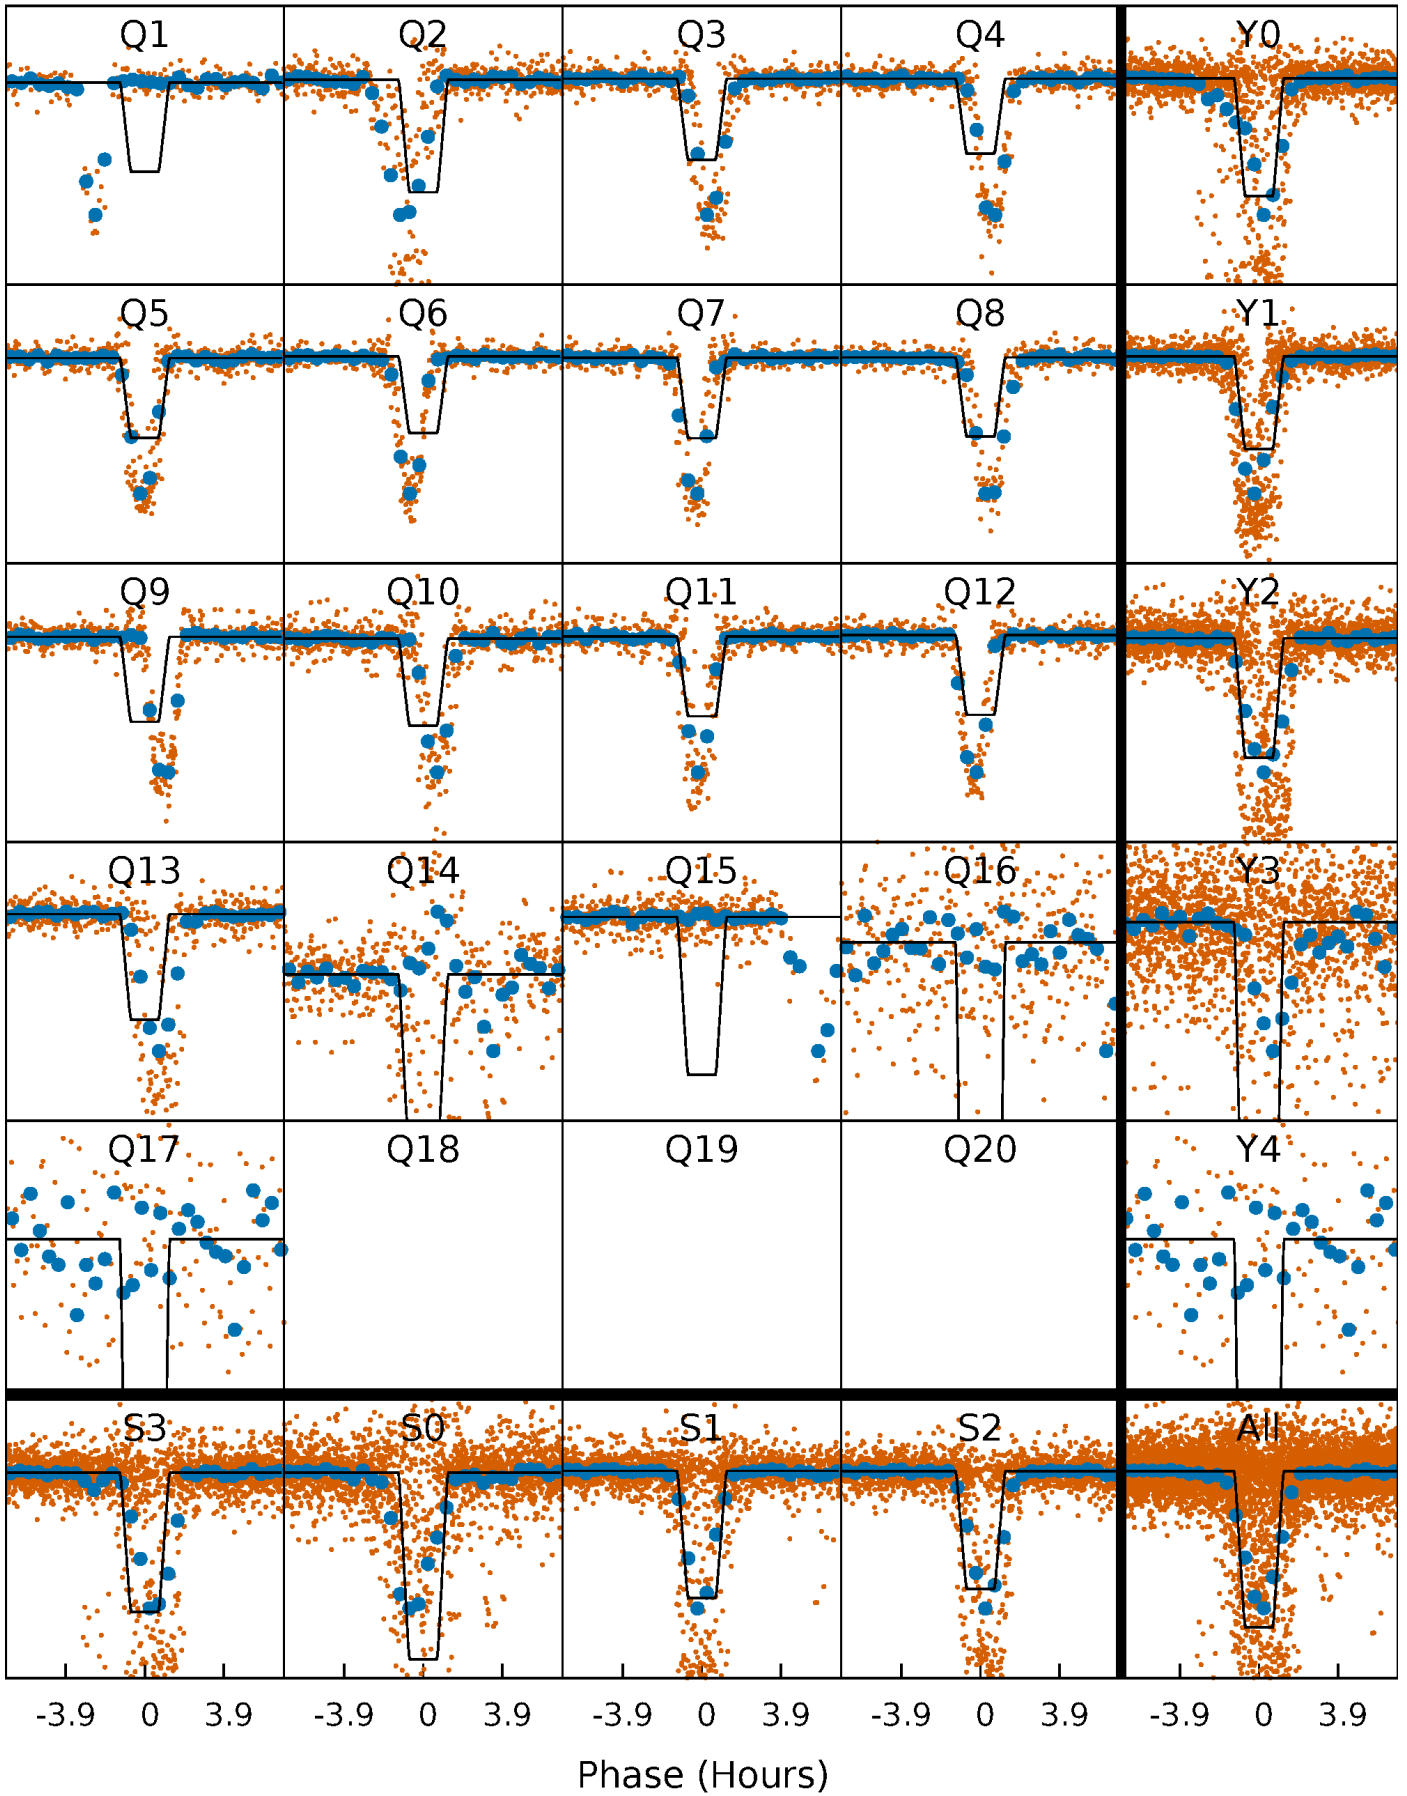 Q1 Q2 Q3 Q4 Y0
Q5 Q6 Q7 Q8 Y1
Q9 Q10 Q11 Q12 Y2
Q13 Q14 Q15 Q16 Y3
Q17 Q18 Q19 Q20 Y4
S3 S0 S1 S2 All
-3.9 0 3.9 -3.9 0 3.9 -3.9 0 3.9 -3.9 0 3.9 -3.9 0 3.9
Phase (Hours)